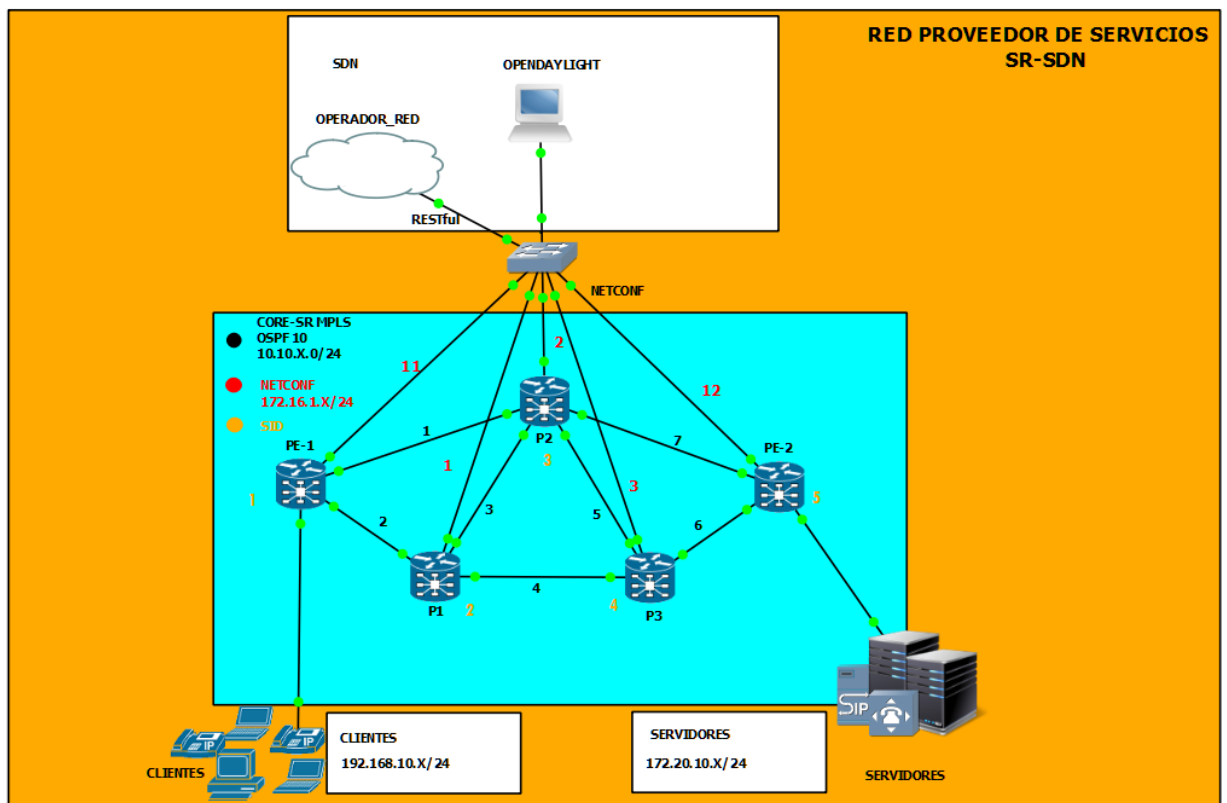 RED PROVEEDOR DE SERVICIOS
SR-SDN
SDN
OPENDAYLIGHT
OPERADOR_RED
RESTful
NETCONF
CORE-SR MPLS
OSPF 10
10.10.X.0/24
NETCONF
172.16.1.X/24
SID
11
2
12
1
3
PE-1
P2
PE-2
P1
P3
1
2
3
4
5
6
7
1
2
3
4
5
SIP
IP
IP
CLIENTES
192.168.10.X/24
SERVIDORES
172.20.10.X/24
CLIENTES
SERVIDORES